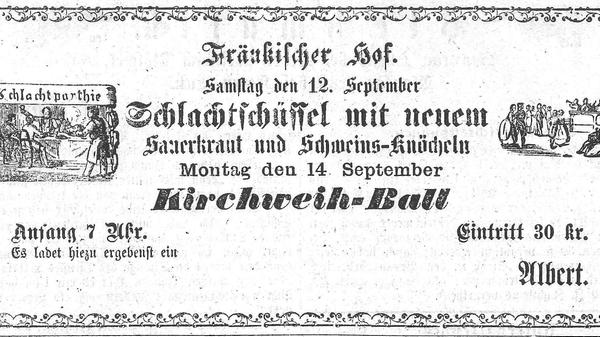 Fränkischer Hof.
Samstag den 12. September
Schlachtparthie
Schlachtschüssel mit neuem
Sauerkraut und Schweins-Knöcheln
Montag den 14 September
Kirchweih-Ball
Anfang 7 Uhr.
Eintritt 30 kr.
Es ladet hiezu ergebenst ein
Albert.